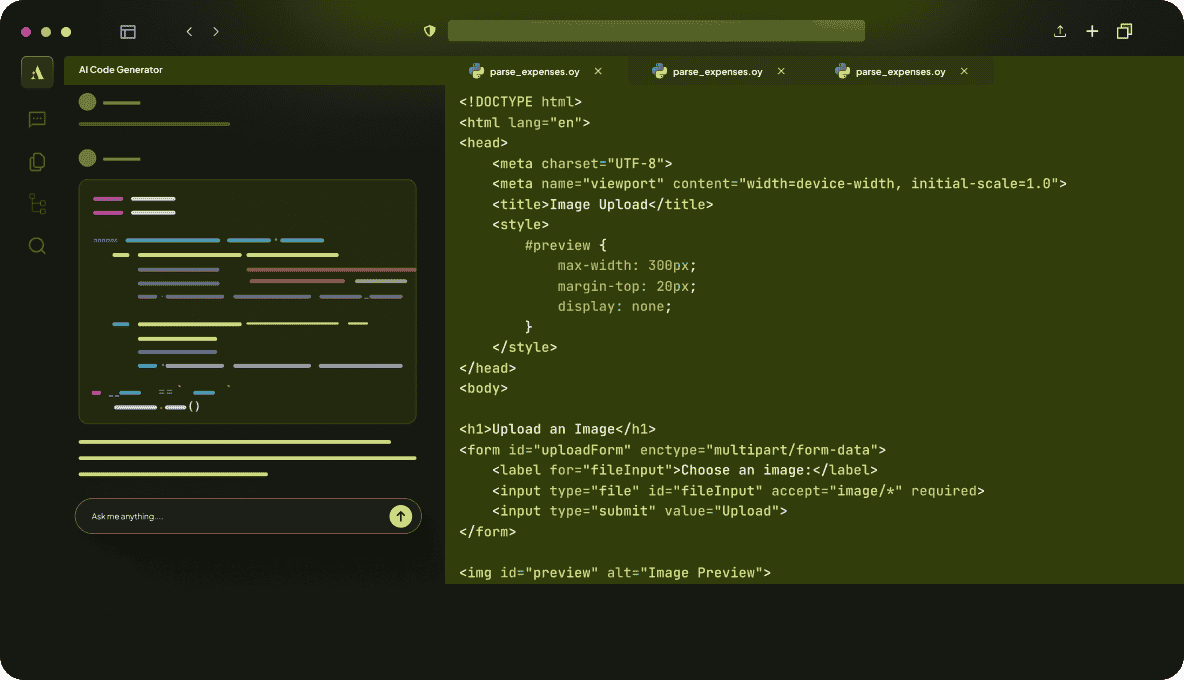 AI Code Generator
parse_expenses.oy
parse_expenses.oy
parse_expenses.oy
()
Ask me anything....
<!DOCTYPE html>
<html lang="en">
<head>
    <meta charset="UTF-8">
    <meta name="viewport" content="width=device-width, initial-scale=1.0">
    <title>Image Upload</title>
    <style>
        #preview {
            max-width: 300px;
            margin-top: 20px;
            display: none;
        }
    </style>
</head>
<body>

<h1>Upload an Image</h1>
<form id="uploadForm" enctype="multipart/form-data">
    <label for="fileInput">Choose an image:</label>
    <input type="file" id="fileInput" accept="image/*" required>
    <input type="submit" value="Upload">
</form>

<img id="preview" alt="Image Preview">